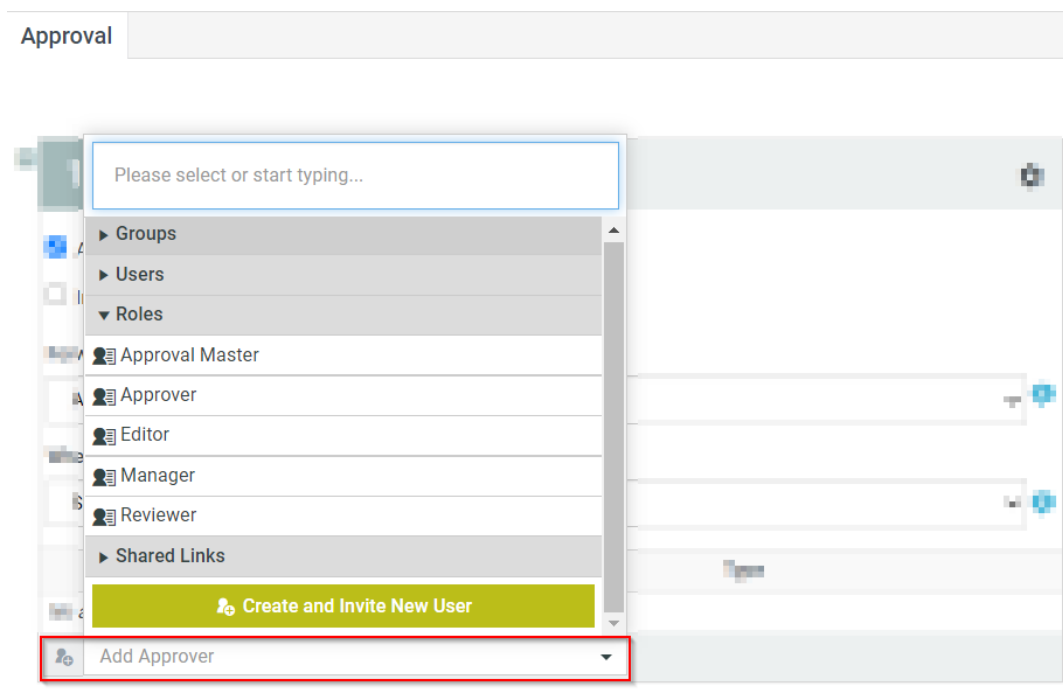 Approval
Please select or start typing...
Groups
Users
Roles
Approval Master
Approver
Editor
Manager
Reviewer
Shared Links
Create and Invite New User
Add Approver